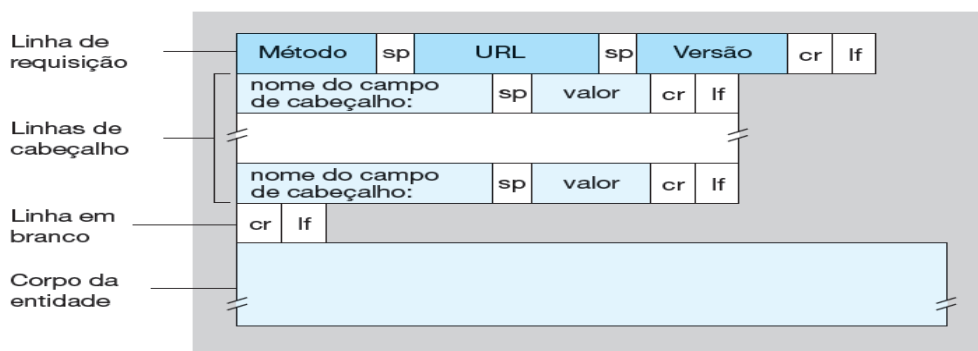 Linha de
requisição
Método sp URL sp Versão cr lf
Linhas de
cabeçalho
nome do campo
de cabeçalho: sp valor cr lf
nome do campo
de cabeçalho: sp valor cr lf
Linha em
branco
cr lf
Corpo da
entidade